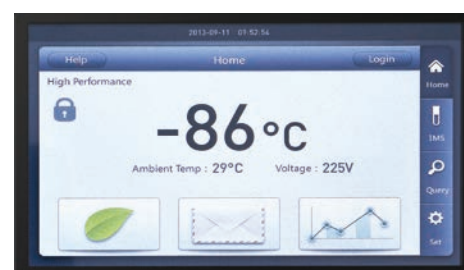 2013-09-11 01:52:54
Help
Home
Login
High Performance
-86°C
Ambient Temp : 29°C
Voltage : 225V
Home
IMS
Query
Set